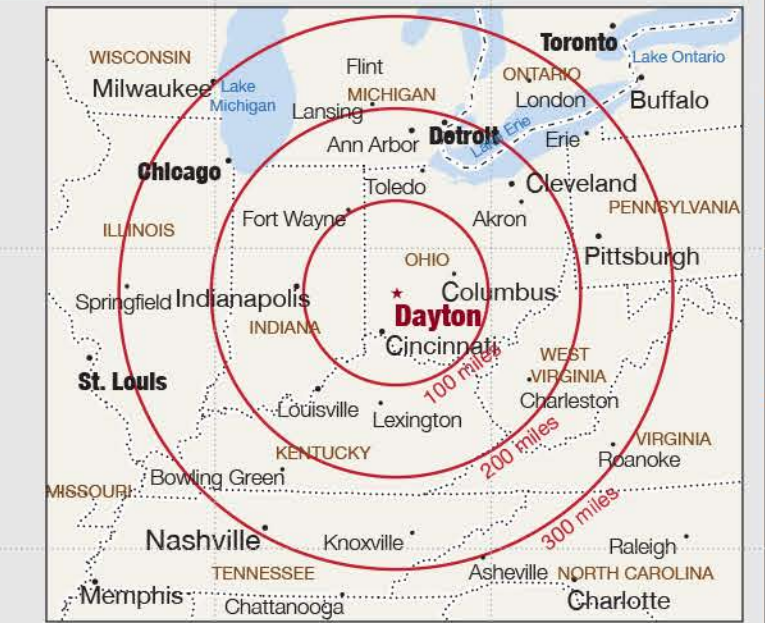 Toronto
WISCONSIN
Flint
Lake Ontario
Milwaukee
Lake
Michigan
MICHIGAN
ONTARIO
London
Buffalo
Lansing
Detroit
Lake Erie
Ann Arbor
Erie
Chicago
Toledo
Cleveland
Fort Wayne
Akron
PENNSYLVANIA
ILLINOIS
OHIO
Pittsburgh
Springfield
Indianapolis
Columbus
Dayton
INDIANA
Cincinnati
100 miles
WEST
VIRGINIA
St. Louis
Charleston
Louisville
Lexington
200 miles
KENTUCKY
VIRGINIA
Roanoke
Bowling Green
MISSOURI
300 miles
Nashville
Knoxville
Raleigh
TENNESSEE
Asheville
NORTH CAROLINA
Memphis
Chattanooga
Charlotte